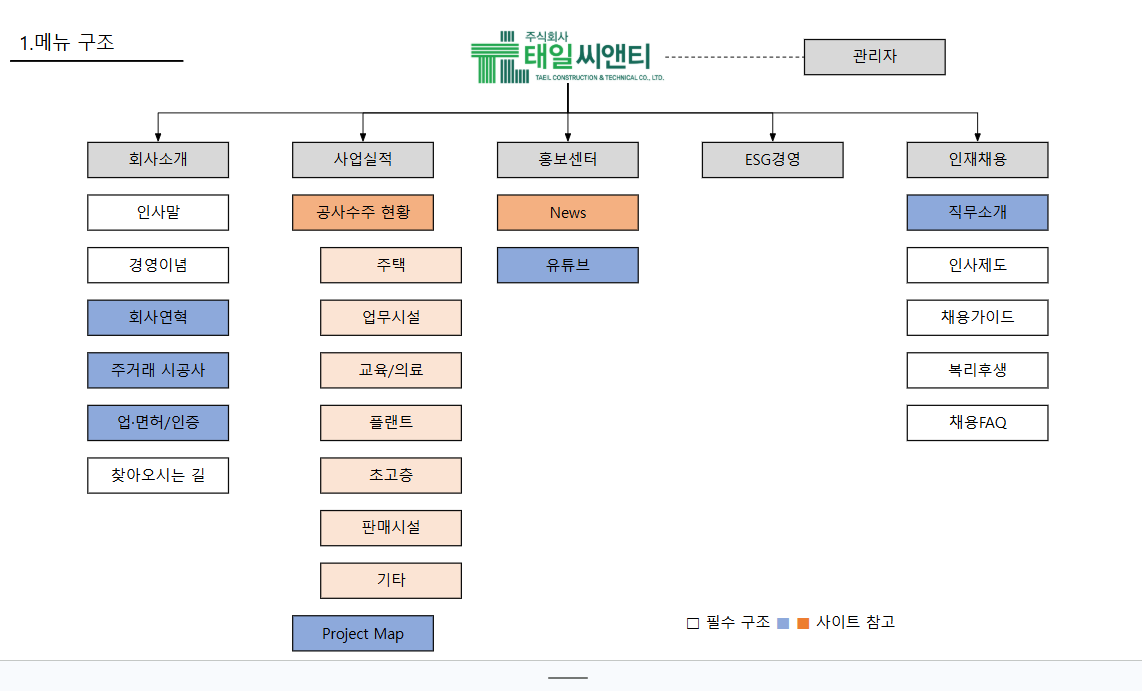 1.메뉴 구조
주식회사
태일씨앤티
TAEIL CONSTRUCTION & TECHNICAL CO., LTD.
관리자
회사소개
사업실적
홍보센터
ESG경영
인재채용
인사말
공사수주 현황
News
직무소개
경영이념
주택
유튜브
인사제도
회사연혁
업무시설
채용가이드
주거래 시공사
교육/의료
복리후생
업·면허/인증
플랜트
채용FAQ
찾아오시는 길
초고층
판매시설
기타
Project Map
필수 구조
사이트 참고